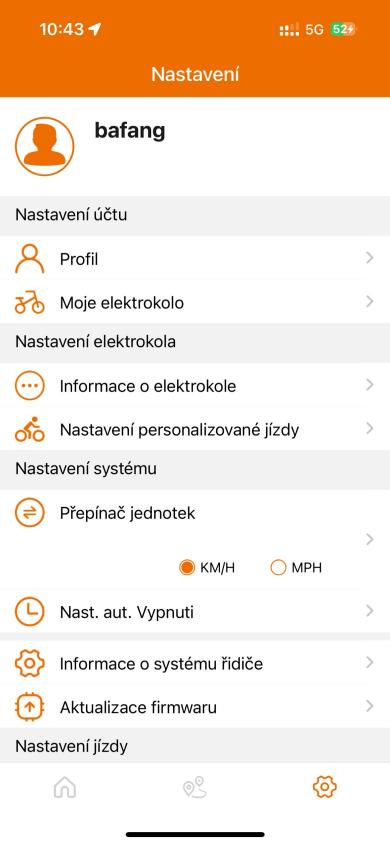 10:43 5G 52
Nastavení
bafang
Nastavení účtu
Profil
Moje elektrokolo
Nastavení elektrokola
Informace o elektrokole
Nastavení personalizované jízdy
Nastavení systému
Přepínač jednotek
KM/H MPH
Nast. aut. Vypnuti
Informace o systému řidiče
Aktualizace firmwaru
Nastavení jízdy